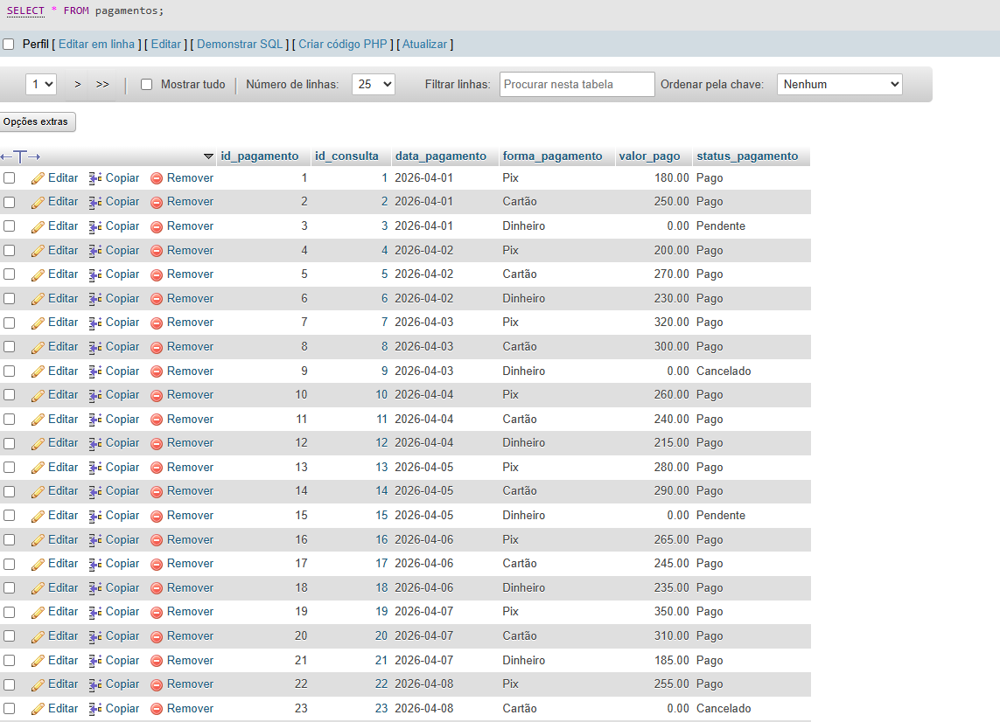 SELECT * FROM pagamentos;
Perfil [ Editar em linha ] [ Editar ] [ Demonstrar SQL ] [ Criar código PHP ] [ Atualizar ]
1 > >> | Mostrar tudo | Número de linhas: 25 Filtrar linhas: Procurar nesta tabela Ordenar pela chave: Nenhum
Opções extras
←T→ id_pagamento id_consulta data_pagamento forma_pagamento valor_pago status_pagamento
Editar Copiar Remover 1 1 2026-04-01 Pix 180.00 Pago
Editar Copiar Remover 2 2 2026-04-01 Cartão 250.00 Pago
Editar Copiar Remover 3 3 2026-04-01 Dinheiro 0.00 Pendente
Editar Copiar Remover 4 4 2026-04-02 Pix 200.00 Pago
Editar Copiar Remover 5 5 2026-04-02 Cartão 270.00 Pago
Editar Copiar Remover 6 6 2026-04-02 Dinheiro 230.00 Pago
Editar Copiar Remover 7 7 2026-04-03 Pix 320.00 Pago
Editar Copiar Remover 8 8 2026-04-03 Cartão 300.00 Pago
Editar Copiar Remover 9 9 2026-04-03 Dinheiro 0.00 Cancelado
Editar Copiar Remover 10 10 2026-04-04 Pix 260.00 Pago
Editar Copiar Remover 11 11 2026-04-04 Cartão 240.00 Pago
Editar Copiar Remover 12 12 2026-04-04 Dinheiro 215.00 Pago
Editar Copiar Remover 13 13 2026-04-05 Pix 280.00 Pago
Editar Copiar Remover 14 14 2026-04-05 Cartão 290.00 Pago
Editar Copiar Remover 15 15 2026-04-05 Dinheiro 0.00 Pendente
Editar Copiar Remover 16 16 2026-04-06 Pix 265.00 Pago
Editar Copiar Remover 17 17 2026-04-06 Cartão 245.00 Pago
Editar Copiar Remover 18 18 2026-04-06 Dinheiro 235.00 Pago
Editar Copiar Remover 19 19 2026-04-07 Pix 350.00 Pago
Editar Copiar Remover 20 20 2026-04-07 Cartão 310.00 Pago
Editar Copiar Remover 21 21 2026-04-07 Dinheiro 185.00 Pago
Editar Copiar Remover 22 22 2026-04-08 Pix 255.00 Pago
Editar Copiar Remover 23 23 2026-04-08 Cartão 0.00 Cancelado